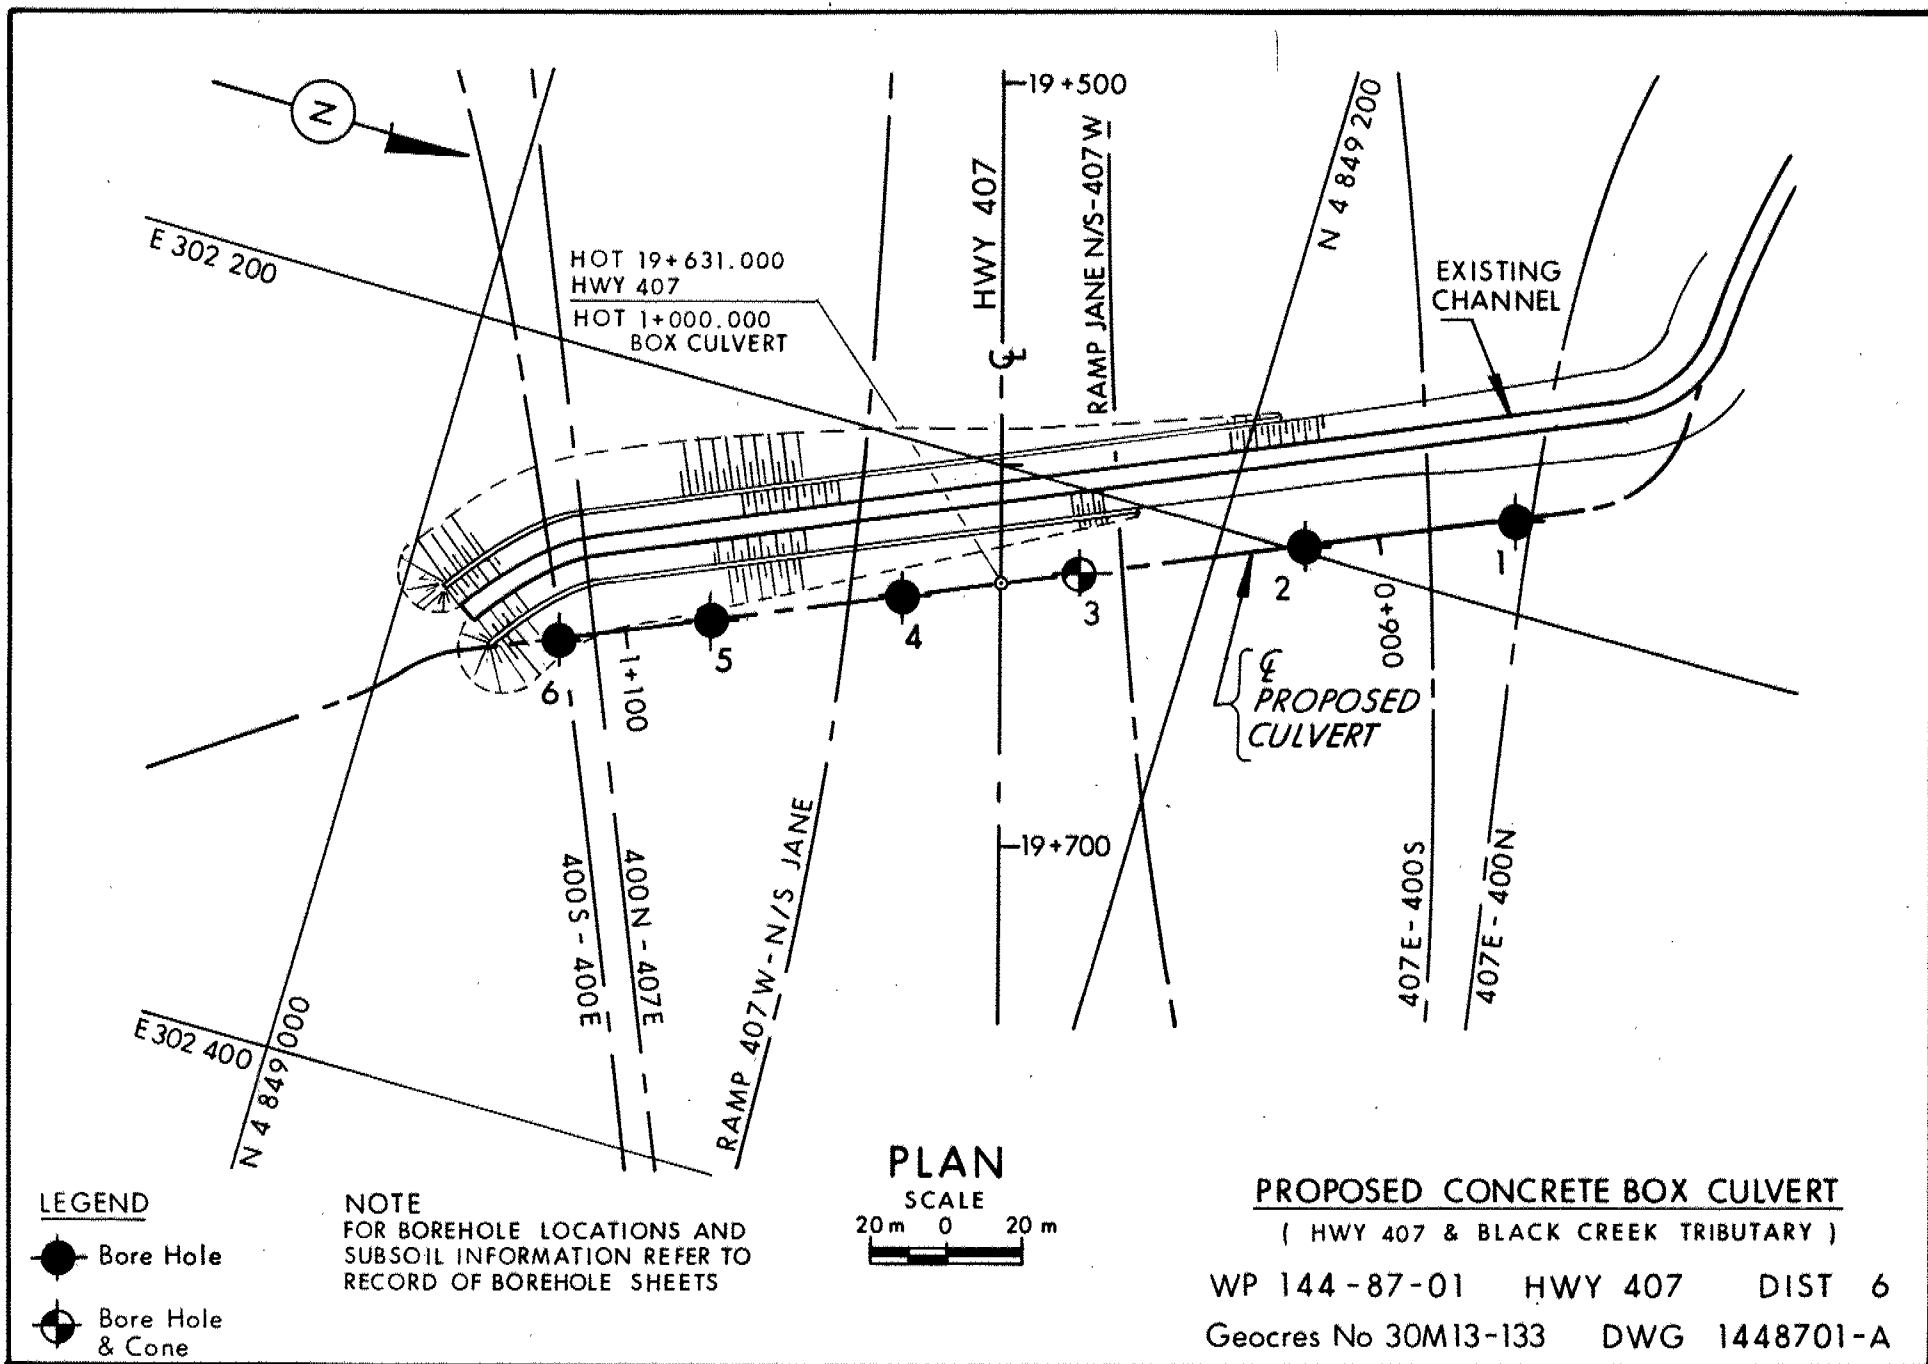 19+500
N
E 302 200
HWY 407
RAMP JANE N/S-407W
N 4 849 200
HOT 19+631.000
HWY 407
HOT 1+000.000
BOX CULVERT
EXISTING
CHANNEL
℄
1
2
3
4
5
6
0+900
1+100
℄
PROPOSED
CULVERT
19+700
400S-400E
400N-407E
RAMP 407W-N/S JANE
407E-400S
407E-400N
E 302 400
N 4 849 000
PLAN
SCALE
20 m 0 20 m
LEGEND
Bore Hole
Bore Hole
& Cone
NOTE
FOR BOREHOLE LOCATIONS AND
SUBSOIL INFORMATION REFER TO
RECORD OF BOREHOLE SHEETS
PROPOSED CONCRETE BOX CULVERT
( HWY 407 & BLACK CREEK TRIBUTARY )
WP 144-87-01 HWY 407 DIST 6
Geocres No 30M13-133 DWG 1448701-A